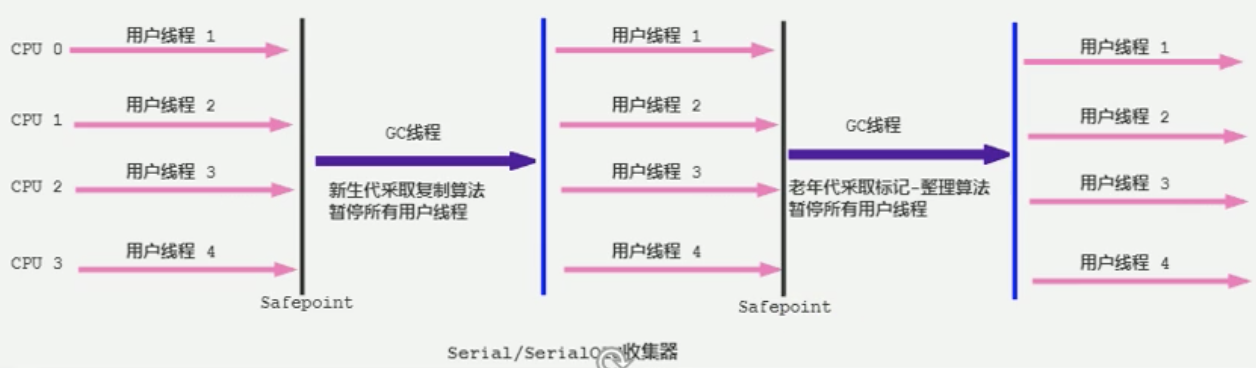 CPU 0
用户线程 1
用户线程 1
用户线程 1
CPU 1
用户线程 2
用户线程 2
用户线程 2
GC线程
GC线程
CPU 2
用户线程 3
用户线程 3
用户线程 3
新生代采取复制算法
暂停所有用户线程
老年代采取标记-整理算法
暂停所有用户线程
CPU 3
用户线程 4
用户线程 4
用户线程 4
Safepoint
Safepoint
Serial/Serial 收集器